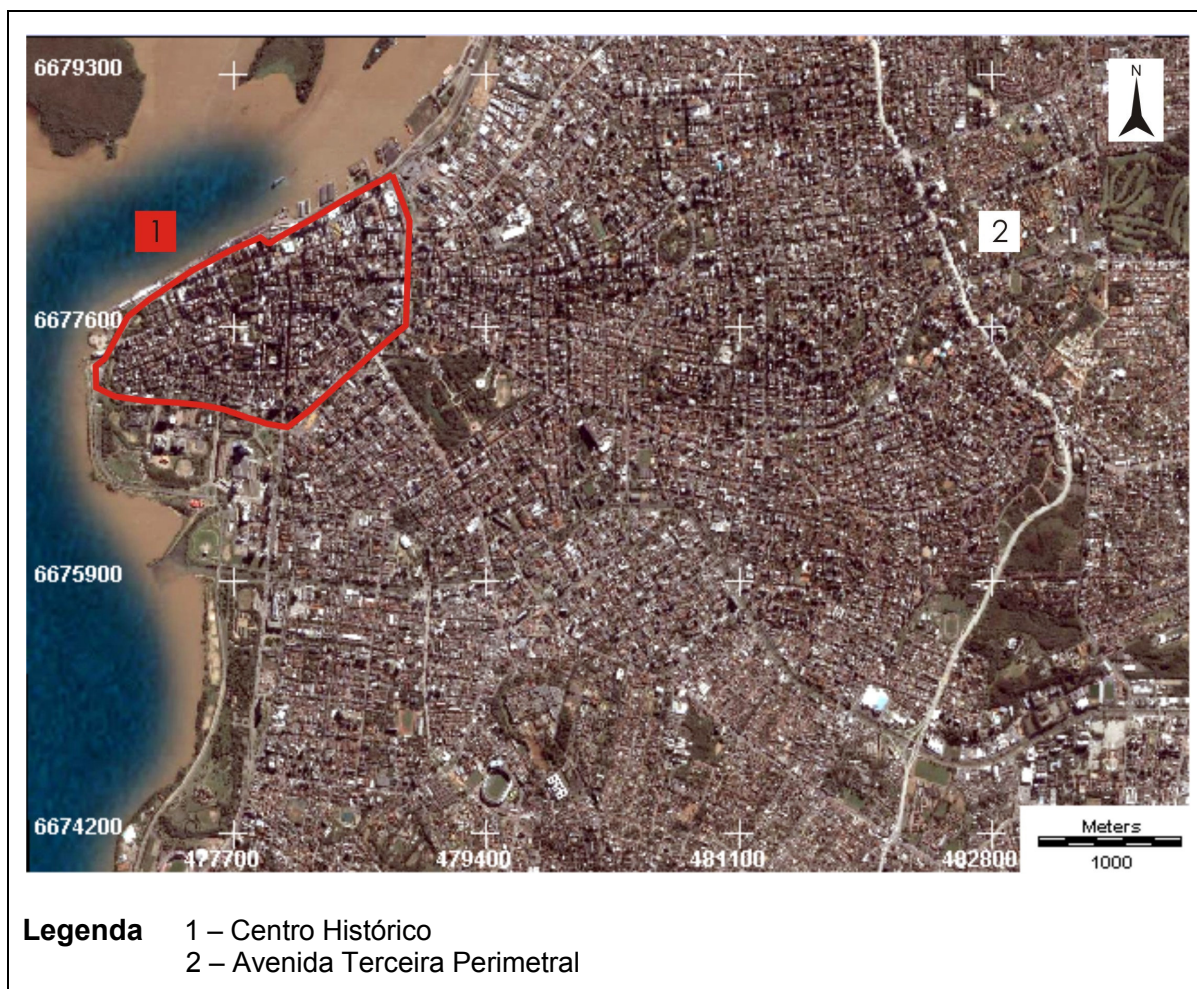 6679300
N
1
2
6677600
6675900
6674200
477700
479400
481100
482800
Meters
1000
Legenda 1 – Centro Histórico
2 – Avenida Terceira Perimetral